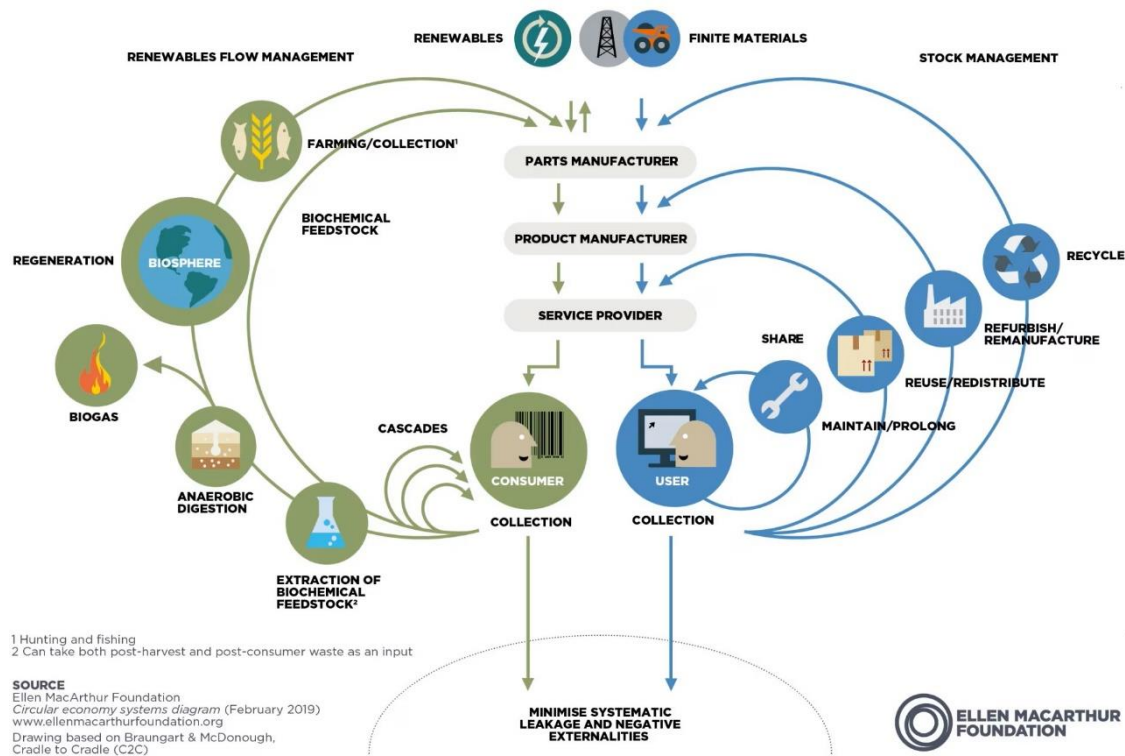 RENEWABLES
FINITE MATERIALS
RENEWABLES FLOW MANAGEMENT
STOCK MANAGEMENT
FARMING/COLLECTION¹
PARTS MANUFACTURER
BIOCHEMICAL
FEEDSTOCK
PRODUCT MANUFACTURER
REGENERATION
BIOSPHERE
RECYCLE
SERVICE PROVIDER
SHARE
REFURBISH/
REMANUFACTURE
REUSE/REDISTRIBUTE
BIOGAS
CASCADES
MAINTAIN/PROLONG
CONSUMER
USER
ANAEROBIC
DIGESTION
COLLECTION
COLLECTION
EXTRACTION OF
BIOCHEMICAL
FEEDSTOCK²
1 Hunting and fishing
2 Can take both post-harvest and post-consumer waste as an input
SOURCE
Ellen MacArthur Foundation
Circular economy systems diagram (February 2019)
www.ellenmacarthurfoundation.org
Drawing based on Braungart & McDonough,
Cradle to Cradle (C2C)
MINIMISE SYSTEMATIC
LEAKAGE AND NEGATIVE
EXTERNALITIES
ELLEN MACARTHUR
FOUNDATION